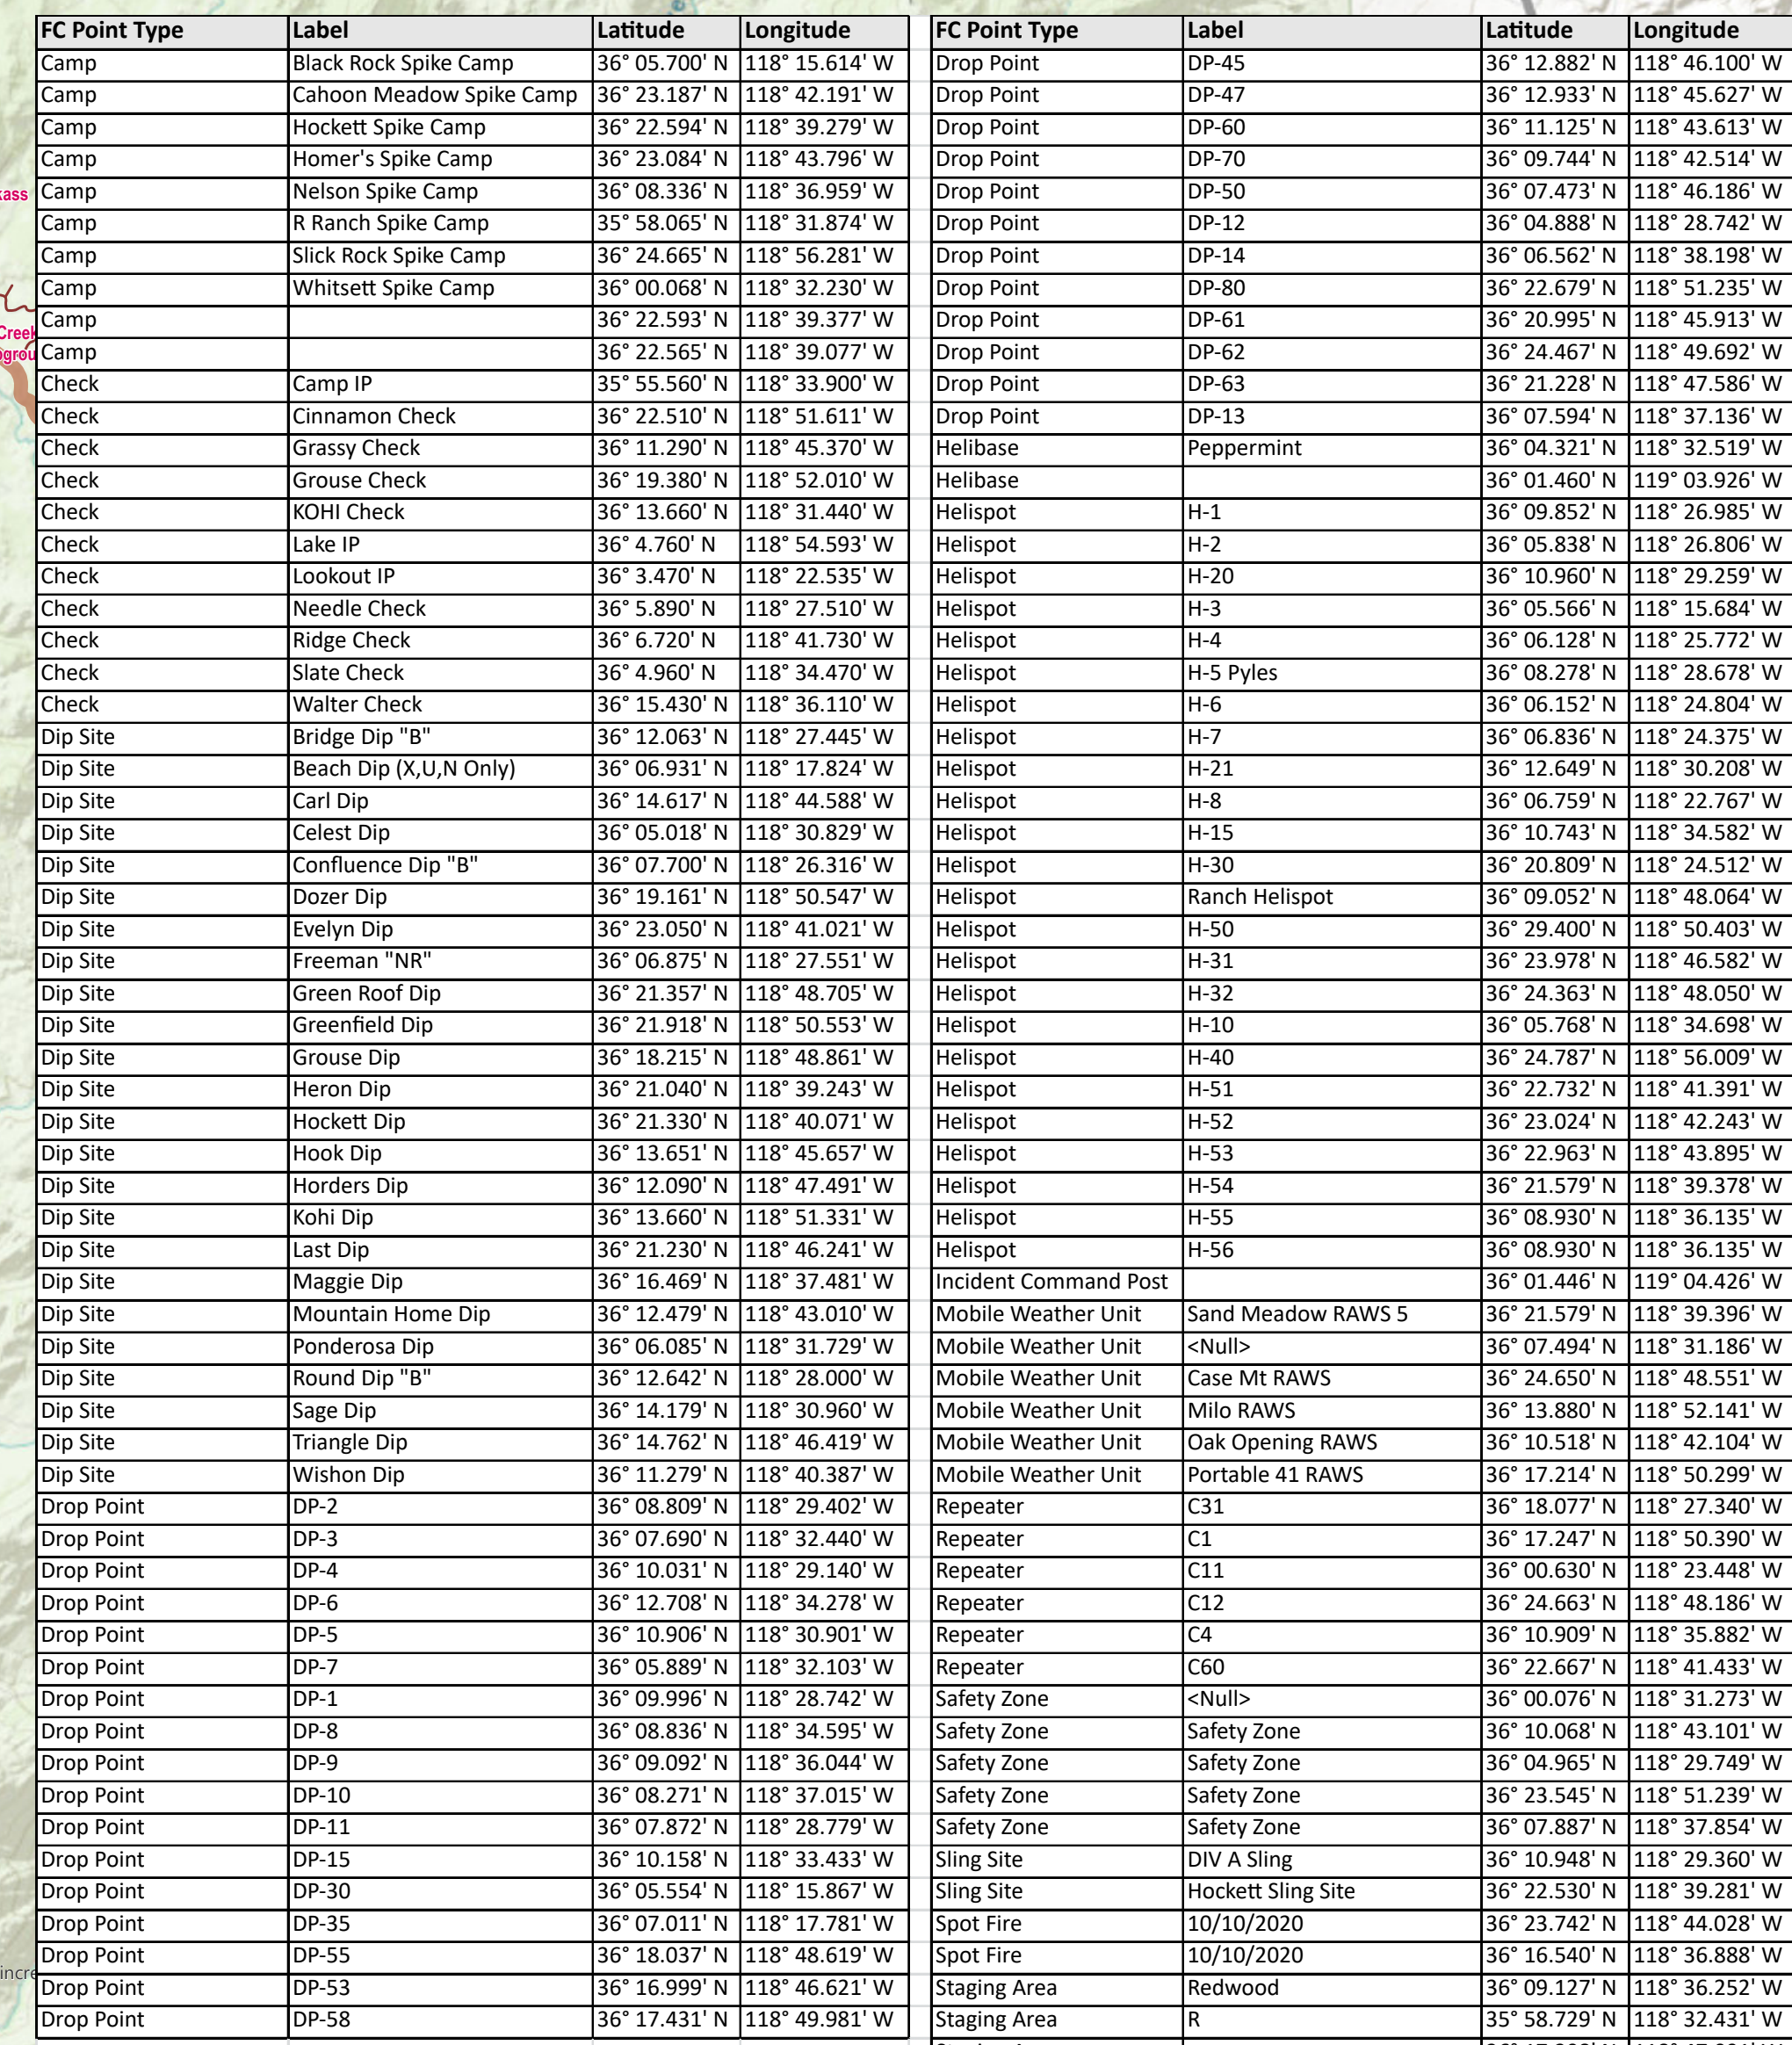 FC Point Type Label Latitude Longitude
Camp Black Rock Spike Camp 36° 05.700' N 118° 15.614' W
Camp Cahoon Meadow Spike Camp 36° 23.187' N 118° 42.191' W
Camp Hockett Spike Camp 36° 22.594' N 118° 39.279' W
Camp Homer's Spike Camp 36° 23.084' N 118° 43.796' W
Camp Nelson Spike Camp 36° 08.336' N 118° 36.959' W
Camp R Ranch Spike Camp 35° 58.065' N 118° 31.874' W
Camp Slick Rock Spike Camp 36° 24.665' N 118° 56.281' W
Camp Whitsett Spike Camp 36° 00.068' N 118° 32.230' W
Camp 36° 22.593' N 118° 39.377' W
Camp 36° 22.565' N 118° 39.077' W
Check Camp IP 35° 55.560' N 118° 33.900' W
Check Cinnamon Check 36° 22.510' N 118° 51.611' W
Check Grassy Check 36° 11.290' N 118° 45.370' W
Check Grouse Check 36° 19.380' N 118° 52.010' W
Check KOHI Check 36° 13.660' N 118° 31.440' W
Check Lake IP 36° 4.760' N 118° 54.593' W
Check Lookout IP 36° 3.470' N 118° 22.535' W
Check Needle Check 36° 5.890' N 118° 27.510' W
Check Ridge Check 36° 6.720' N 118° 41.730' W
Check Slate Check 36° 4.960' N 118° 34.470' W
Check Walter Check 36° 15.430' N 118° 36.110' W
Dip Site Bridge Dip "B" 36° 12.063' N 118° 27.445' W
Dip Site Beach Dip (X,U,N Only) 36° 06.931' N 118° 17.824' W
Dip Site Carl Dip 36° 14.617' N 118° 44.588' W
Dip Site Celest Dip 36° 05.018' N 118° 30.829' W
Dip Site Confluence Dip "B" 36° 07.700' N 118° 26.316' W
Dip Site Dozer Dip 36° 19.161' N 118° 50.547' W
Dip Site Evelyn Dip 36° 23.050' N 118° 41.021' W
Dip Site Freeman "NR" 36° 06.875' N 118° 27.551' W
Dip Site Green Roof Dip 36° 21.357' N 118° 48.705' W
Dip Site Greenfield Dip 36° 21.918' N 118° 50.553' W
Dip Site Grouse Dip 36° 18.215' N 118° 48.861' W
Dip Site Heron Dip 36° 21.040' N 118° 39.243' W
Dip Site Hockett Dip 36° 21.330' N 118° 40.071' W
Dip Site Hook Dip 36° 13.651' N 118° 45.657' W
Dip Site Horders Dip 36° 12.090' N 118° 47.491' W
Dip Site Kohi Dip 36° 13.660' N 118° 51.331' W
Dip Site Last Dip 36° 21.230' N 118° 46.241' W
Dip Site Maggie Dip 36° 16.469' N 118° 37.481' W
Dip Site Mountain Home Dip 36° 12.479' N 118° 43.010' W
Dip Site Ponderosa Dip 36° 06.085' N 118° 31.729' W
Dip Site Round Dip "B" 36° 12.642' N 118° 28.000' W
Dip Site Sage Dip 36° 14.179' N 118° 30.960' W
Dip Site Triangle Dip 36° 14.762' N 118° 46.419' W
Dip Site Wishon Dip 36° 11.279' N 118° 40.387' W
Drop Point DP-2 36° 08.809' N 118° 29.402' W
Drop Point DP-3 36° 07.690' N 118° 32.440' W
Drop Point DP-4 36° 10.031' N 118° 29.140' W
Drop Point DP-6 36° 12.708' N 118° 34.278' W
Drop Point DP-5 36° 10.906' N 118° 30.901' W
Drop Point DP-7 36° 05.889' N 118° 32.103' W
Drop Point DP-1 36° 09.996' N 118° 28.742' W
Drop Point DP-8 36° 08.836' N 118° 34.595' W
Drop Point DP-9 36° 09.092' N 118° 36.044' W
Drop Point DP-10 36° 08.271' N 118° 37.015' W
Drop Point DP-11 36° 07.872' N 118° 28.779' W
Drop Point DP-15 36° 10.158' N 118° 33.433' W
Drop Point DP-30 36° 05.554' N 118° 15.867' W
Drop Point DP-35 36° 07.011' N 118° 17.781' W
Drop Point DP-55 36° 18.037' N 118° 48.619' W
Drop Point DP-53 36° 16.999' N 118° 46.621' W
Drop Point DP-58 36° 17.431' N 118° 49.981' W
FC Point Type Label Latitude Longitude
Drop Point DP-45 36° 12.882' N 118° 46.100' W
Drop Point DP-47 36° 12.933' N 118° 45.627' W
Drop Point DP-60 36° 11.125' N 118° 43.613' W
Drop Point DP-70 36° 09.744' N 118° 42.514' W
Drop Point DP-50 36° 07.473' N 118° 46.186' W
Drop Point DP-12 36° 04.888' N 118° 28.742' W
Drop Point DP-14 36° 06.562' N 118° 38.198' W
Drop Point DP-80 36° 22.679' N 118° 51.235' W
Drop Point DP-61 36° 20.995' N 118° 45.913' W
Drop Point DP-62 36° 24.467' N 118° 49.692' W
Drop Point DP-63 36° 21.228' N 118° 47.586' W
Drop Point DP-13 36° 07.594' N 118° 37.136' W
Helibase Peppermint 36° 04.321' N 118° 32.519' W
Helibase 36° 01.460' N 119° 03.926' W
Helispot H-1 36° 09.852' N 118° 26.985' W
Helispot H-2 36° 05.838' N 118° 26.806' W
Helispot H-20 36° 10.960' N 118° 29.259' W
Helispot H-3 36° 05.566' N 118° 15.684' W
Helispot H-4 36° 06.128' N 118° 25.772' W
Helispot H-5 Pyles 36° 08.278' N 118° 28.678' W
Helispot H-6 36° 06.152' N 118° 24.804' W
Helispot H-7 36° 06.836' N 118° 24.375' W
Helispot H-21 36° 12.649' N 118° 30.208' W
Helispot H-8 36° 06.759' N 118° 22.767' W
Helispot H-15 36° 10.743' N 118° 34.582' W
Helispot H-30 36° 20.809' N 118° 24.512' W
Helispot Ranch Helispot 36° 09.052' N 118° 48.064' W
Helispot H-50 36° 29.400' N 118° 50.403' W
Helispot H-31 36° 23.978' N 118° 46.582' W
Helispot H-32 36° 24.363' N 118° 48.050' W
Helispot H-10 36° 05.768' N 118° 34.698' W
Helispot H-40 36° 24.787' N 118° 56.009' W
Helispot H-51 36° 22.732' N 118° 41.391' W
Helispot H-52 36° 23.024' N 118° 42.243' W
Helispot H-53 36° 22.963' N 118° 43.895' W
Helispot H-54 36° 21.579' N 118° 39.378' W
Helispot H-55 36° 08.930' N 118° 36.135' W
Helispot H-56 36° 08.930' N 118° 36.135' W
Incident Command Post 36° 01.446' N 119° 04.426' W
Mobile Weather Unit Sand Meadow RAWS 5 36° 21.579' N 118° 39.396' W
Mobile Weather Unit <Null> 36° 07.494' N 118° 31.186' W
Mobile Weather Unit Case Mt RAWS 36° 24.650' N 118° 48.551' W
Mobile Weather Unit Milo RAWS 36° 13.880' N 118° 52.141' W
Mobile Weather Unit Oak Opening RAWS 36° 10.518' N 118° 42.104' W
Mobile Weather Unit Portable 41 RAWS 36° 17.214' N 118° 50.299' W
Repeater C31 36° 18.077' N 118° 27.340' W
Repeater C1 36° 17.247' N 118° 50.390' W
Repeater C11 36° 00.630' N 118° 23.448' W
Repeater C12 36° 24.663' N 118° 48.186' W
Repeater C4 36° 10.909' N 118° 35.882' W
Repeater C60 36° 22.667' N 118° 41.433' W
Safety Zone <Null> 36° 00.076' N 118° 31.273' W
Safety Zone Safety Zone 36° 10.068' N 118° 43.101' W
Safety Zone Safety Zone 36° 04.965' N 118° 29.749' W
Safety Zone Safety Zone 36° 23.545' N 118° 51.239' W
Safety Zone Safety Zone 36° 07.887' N 118° 37.854' W
Sling Site DIV A Sling 36° 10.948' N 118° 29.360' W
Sling Site Hockett Sling Site 36° 22.530' N 118° 39.281' W
Spot Fire 10/10/2020 36° 23.742' N 118° 44.028' W
Spot Fire 10/10/2020 36° 16.540' N 118° 36.888' W
Staging Area Redwood 36° 09.127' N 118° 36.252' W
Staging Area R 35° 58.729' N 118° 32.431' W
kass
Creek
ogrou
incre